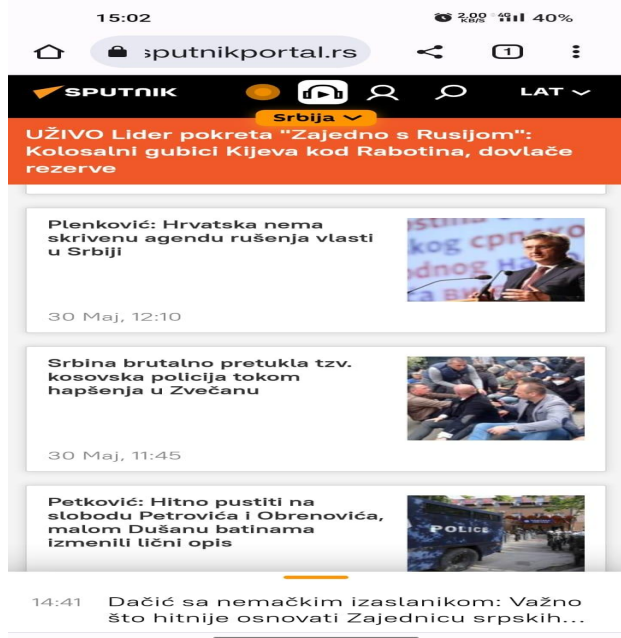 15:02
2,00 KB/S 4G 40%
sputnikportal.rs
1
SPUTNIK
LAT
Srbija
UŽIVO Lider pokreta "Zajedno s Rusijom":
Kolosalni gubici Kijeva kod Rabotina, dovlače
rezerve
Plenković: Hrvatska nema
skrivenu agendu rušenja vlasti
u Srbiji
30 Maj, 12:10
Srbina brutalno pretukla tzv.
kosovska policija tokom
hapšenja u Zvečanu
30 Maj, 11:45
Petković: Hitno pustiti na
slobodu Petrovića i Obrenovića,
malom Dušanu batinama
izmenili lični opis
POLICE
14:41 Dačić sa nemačkim izaslanikom: Važno
što hitnije osnovati Zajednicu srpskih...